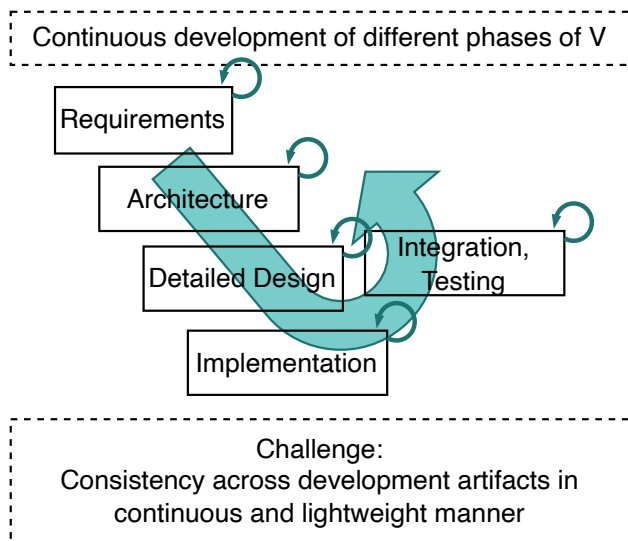 Continuous development of different phases of V
Requirements
Architecture
Detailed Design
Integration,
Testing
Implementation
Challenge:
Consistency across development artifacts in
continuous and lightweight manner